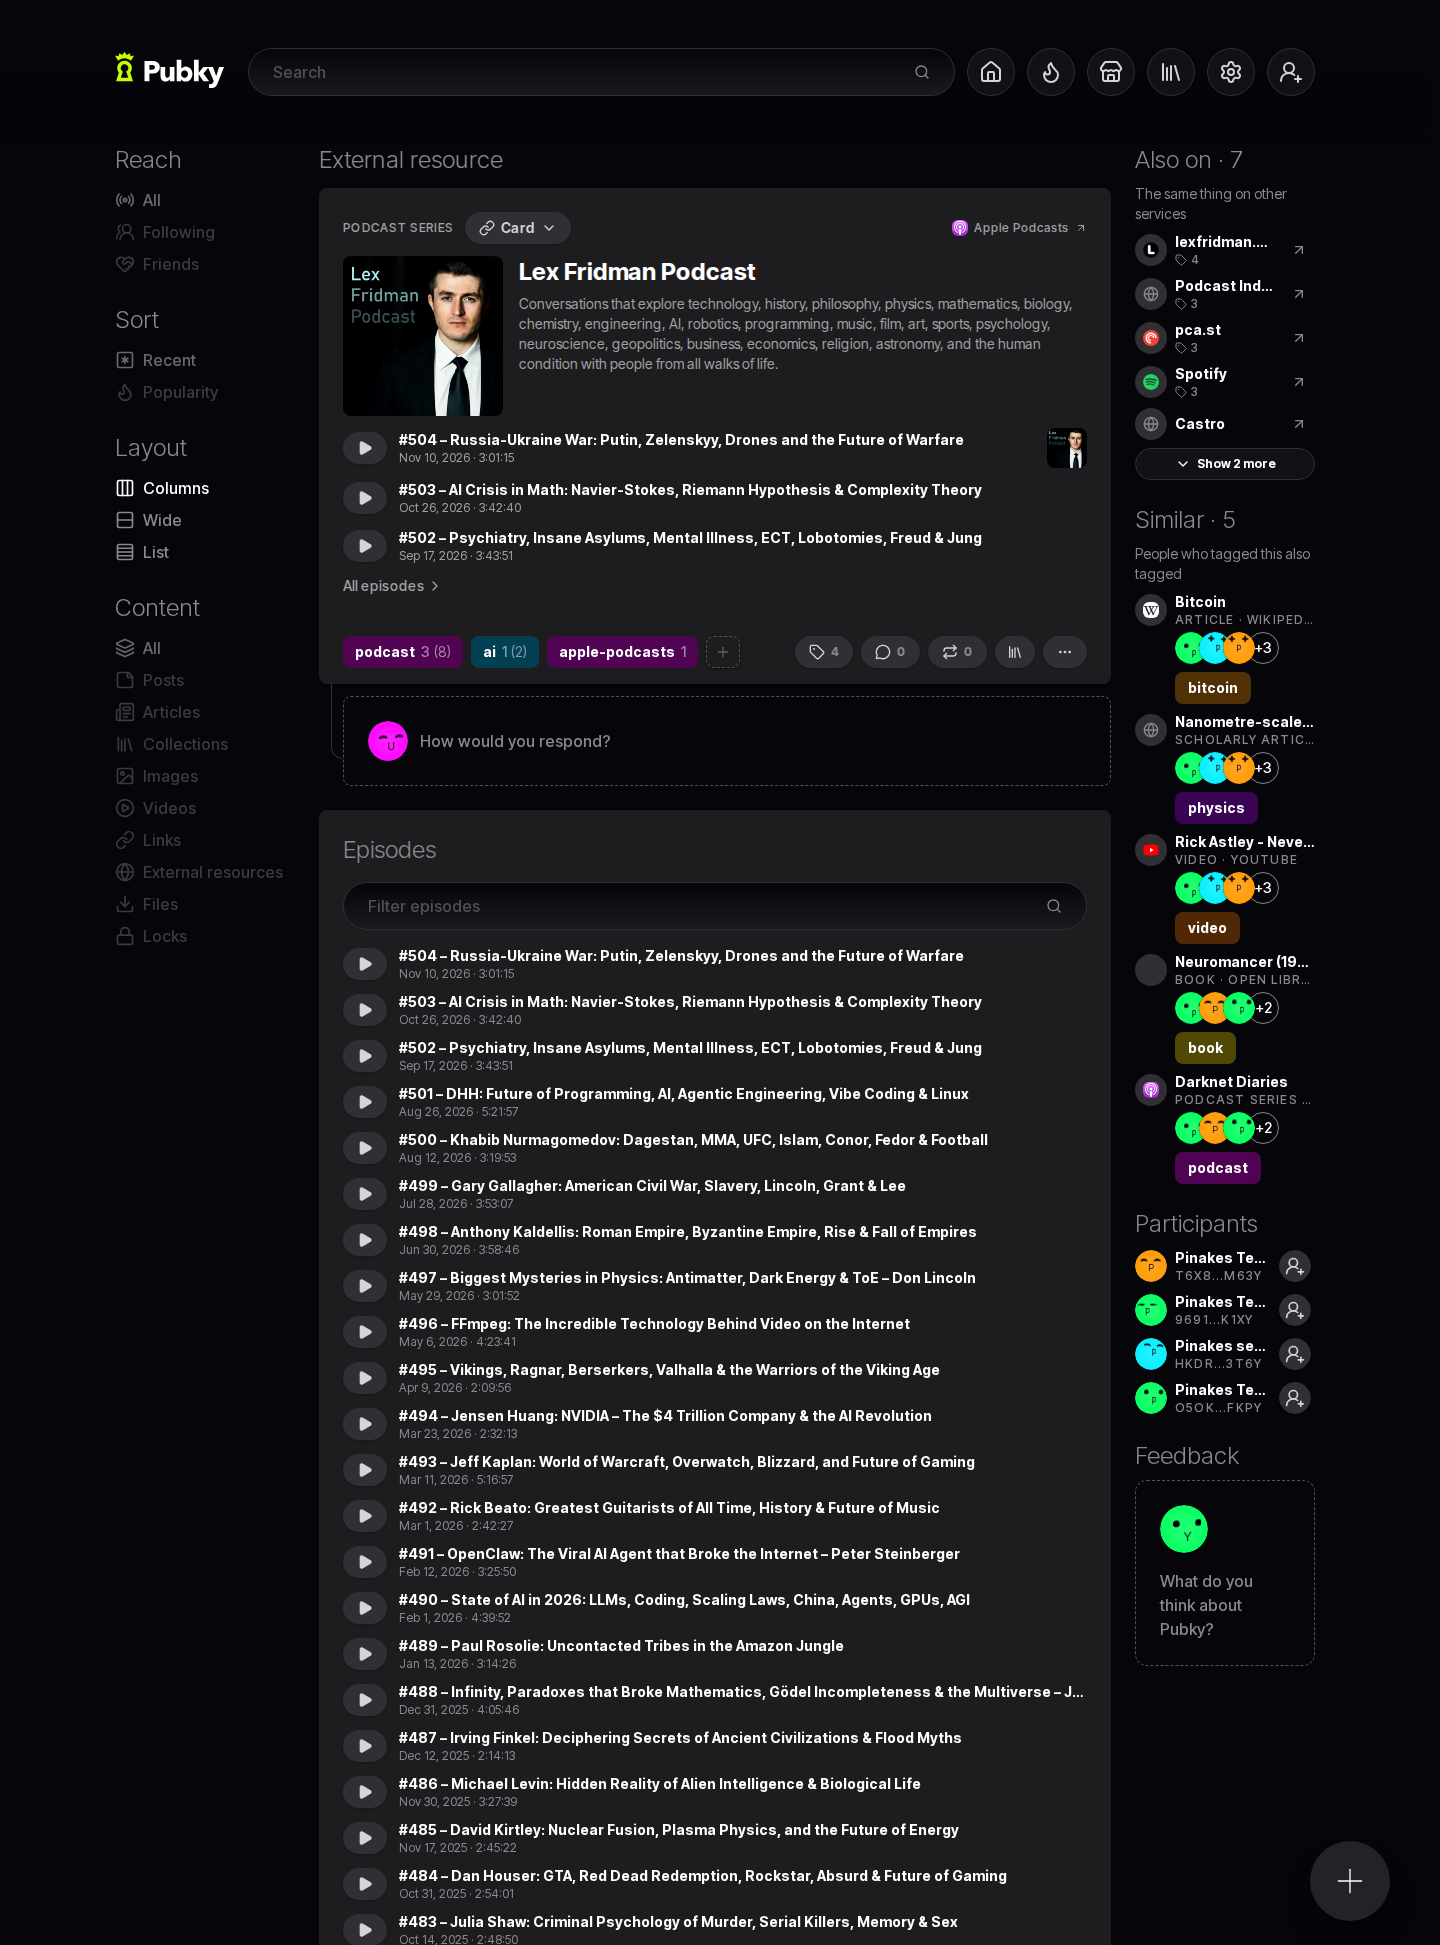 Pubky
Search
Reach
All
Following
Friends
Sort
Recent
Popularity
Layout
Columns
Wide
List
Content
All
Posts
Articles
Collections
Images
Videos
Links
External resources
Files
Locks
External resource
PODCAST SERIES
Card
Apple Podcasts
Lex
Fridman
Podcast
Lex Fridman Podcast
Conversations that explore technology, history, philosophy, physics, mathematics, biology,
chemistry, engineering, AI, robotics, programming, music, film, art, sports, psychology,
neuroscience, geopolitics, business, economics, religion, astronomy, and the human
condition with people from all walks of life.
#504 – Russia-Ukraine War: Putin, Zelenskyy, Drones and the Future of Warfare
Nov 10, 2026 · 3:01:15
Lex
Fridman
Podcast
#503 – AI Crisis in Math: Navier-Stokes, Riemann Hypothesis & Complexity Theory
Oct 26, 2026 · 3:42:40
#502 – Psychiatry, Insane Asylums, Mental Illness, ECT, Lobotomies, Freud & Jung
Sep 17, 2026 · 3:43:51
All episodes
podcast 3 (8)
ai 1 (2)
apple-podcasts 1
4
0
0
U
How would you respond?
Episodes
Filter episodes
#504 – Russia-Ukraine War: Putin, Zelenskyy, Drones and the Future of Warfare
Nov 10, 2026 · 3:01:15
#503 – AI Crisis in Math: Navier-Stokes, Riemann Hypothesis & Complexity Theory
Oct 26, 2026 · 3:42:40
#502 – Psychiatry, Insane Asylums, Mental Illness, ECT, Lobotomies, Freud & Jung
Sep 17, 2026 · 3:43:51
#501 – DHH: Future of Programming, AI, Agentic Engineering, Vibe Coding & Linux
Aug 26, 2026 · 5:21:57
#500 – Khabib Nurmagomedov: Dagestan, MMA, UFC, Islam, Conor, Fedor & Football
Aug 12, 2026 · 3:19:53
#499 – Gary Gallagher: American Civil War, Slavery, Lincoln, Grant & Lee
Jul 28, 2026 · 3:53:07
#498 – Anthony Kaldellis: Roman Empire, Byzantine Empire, Rise & Fall of Empires
Jun 30, 2026 · 3:58:46
#497 – Biggest Mysteries in Physics: Antimatter, Dark Energy & ToE – Don Lincoln
May 29, 2026 · 3:01:52
#496 – FFmpeg: The Incredible Technology Behind Video on the Internet
May 6, 2026 · 4:23:41
#495 – Vikings, Ragnar, Berserkers, Valhalla & the Warriors of the Viking Age
Apr 9, 2026 · 2:09:56
#494 – Jensen Huang: NVIDIA – The $4 Trillion Company & the AI Revolution
Mar 23, 2026 · 2:32:13
#493 – Jeff Kaplan: World of Warcraft, Overwatch, Blizzard, and Future of Gaming
Mar 11, 2026 · 5:16:57
#492 – Rick Beato: Greatest Guitarists of All Time, History & Future of Music
Mar 1, 2026 · 2:42:27
#491 – OpenClaw: The Viral AI Agent that Broke the Internet – Peter Steinberger
Feb 12, 2026 · 3:25:50
#490 – State of AI in 2026: LLMs, Coding, Scaling Laws, China, Agents, GPUs, AGI
Feb 1, 2026 · 4:39:52
#489 – Paul Rosolie: Uncontacted Tribes in the Amazon Jungle
Jan 13, 2026 · 3:14:26
#488 – Infinity, Paradoxes that Broke Mathematics, Gödel Incompleteness & the Multiverse – J...
Dec 31, 2025 · 4:05:46
#487 – Irving Finkel: Deciphering Secrets of Ancient Civilizations & Flood Myths
Dec 12, 2025 · 2:14:13
#486 – Michael Levin: Hidden Reality of Alien Intelligence & Biological Life
Nov 30, 2025 · 3:27:39
#485 – David Kirtley: Nuclear Fusion, Plasma Physics, and the Future of Energy
Nov 17, 2025 · 2:45:22
#484 – Dan Houser: GTA, Red Dead Redemption, Rockstar, Absurd & Future of Gaming
Oct 31, 2025 · 2:54:01
#483 – Julia Shaw: Criminal Psychology of Murder, Serial Killers, Memory & Sex
Oct 14, 2025 · 2:48:50
Also on · 7
The same thing on other
services
L
lexfridman....
4
Podcast Ind...
3
pca.st
3
Spotify
3
Castro
Show 2 more
Similar · 5
People who tagged this also
tagged
W
Bitcoin
ARTICLE · WIKIPED...
P
P
P
+3
bitcoin
Nanometre-scale...
SCHOLARLY ARTIC...
P
P
P
+3
physics
Rick Astley - Neve...
VIDEO · YOUTUBE
P
P
P
+3
video
Neuromancer (19...
BOOK · OPEN LIBR...
P
P
P
+2
book
Darknet Diaries
PODCAST SERIES ...
P
P
P
+2
podcast
Participants
P
Pinakes Te...
T6X8...M63Y
P
Pinakes Te...
9691...K1XY
P
Pinakes se...
HKDR...3T6Y
P
Pinakes Te...
O5OK...FKPY
Feedback
Y
What do you
think about
Pubky?